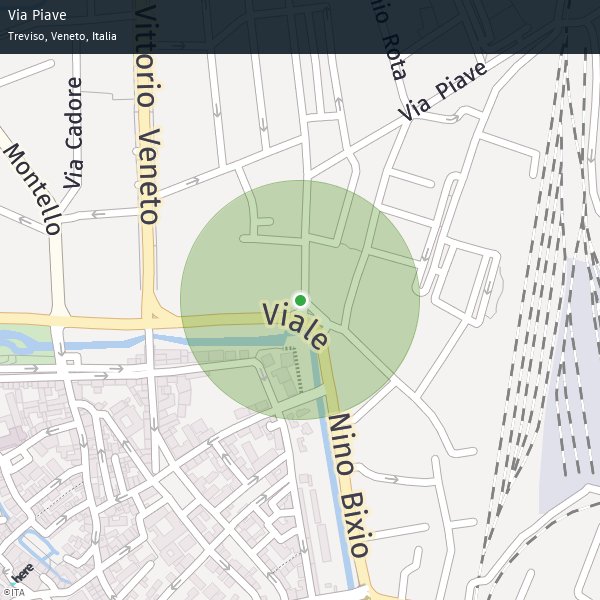 Via Piave
Treviso, Veneto, Italia
Vittorio Veneto
Rota
Via Piave
Via Cadore
Montello
Viale
Nino Bixio
here
©ITA